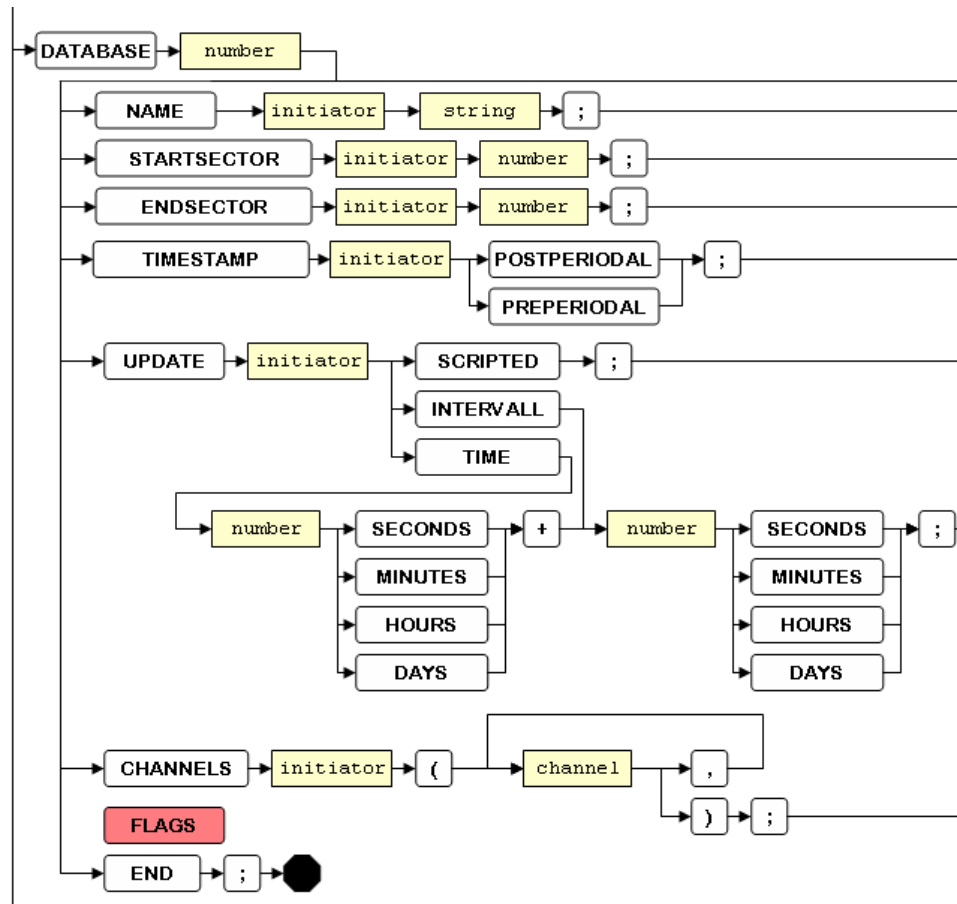 DATABASE number
NAME initiator string ;
STARTSECTOR initiator number ;
ENDSECTOR initiator number ;
TIMESTAMP initiator POSTPERIODAL ;
PREPERIODAL
UPDATE initiator SCRIPTED ;
INTERVALL
TIME
number SECONDS + number SECONDS ;
MINUTES MINUTES
HOURS HOURS
DAYS DAYS
CHANNELS initiator ( channel ,
) ;
FLAGS
END ;